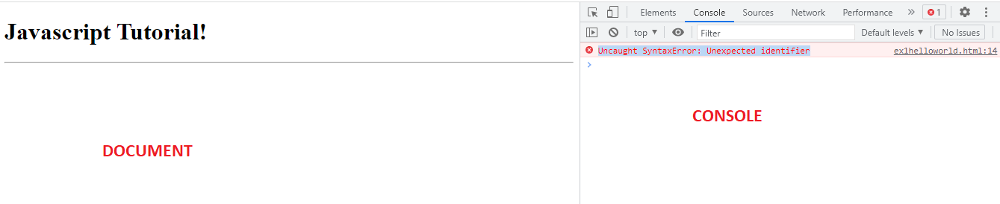 Javascript Tutorial!
DOCUMENT
Elements Console Sources Network Performance » 1
top ▼ Filter Default levels ▼ No Issues
Uncaught SyntaxError: Unexpected identifier ex1helloworld.html:14
>
CONSOLE